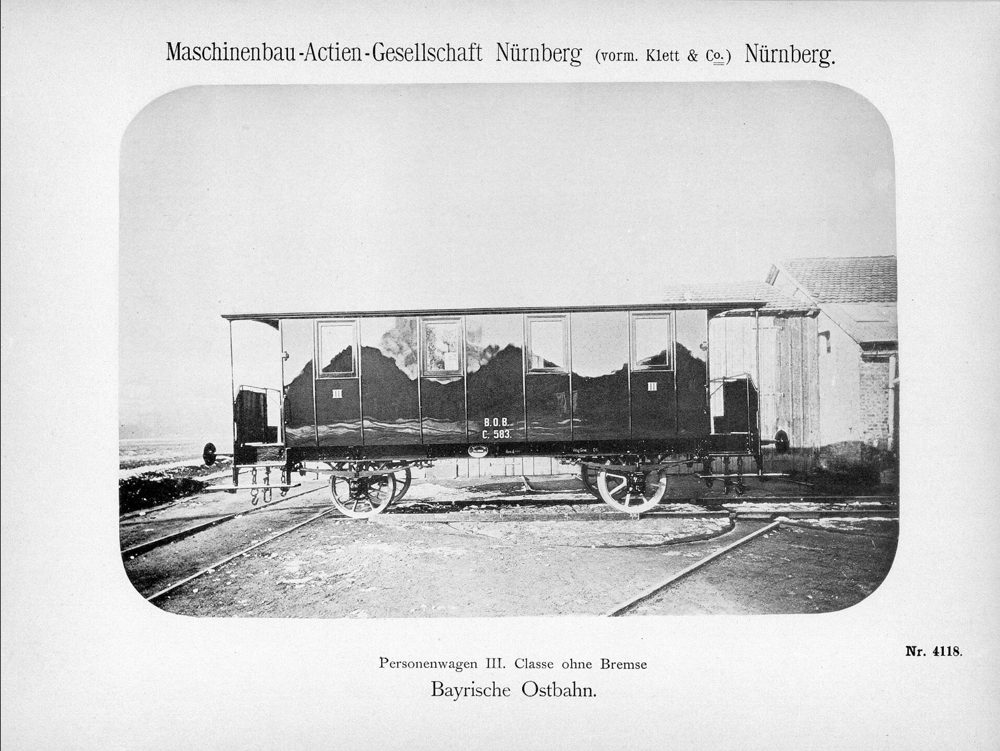 Maschinenbau-Actien-Gesellschaft Nürnberg (vorm. Klett & Co.) Nürnberg.
III
III
B.O.B.
C. 583.
Nr. 4118.
Personenwagen III. Classe ohne Bremse
Bayrische Ostbahn.